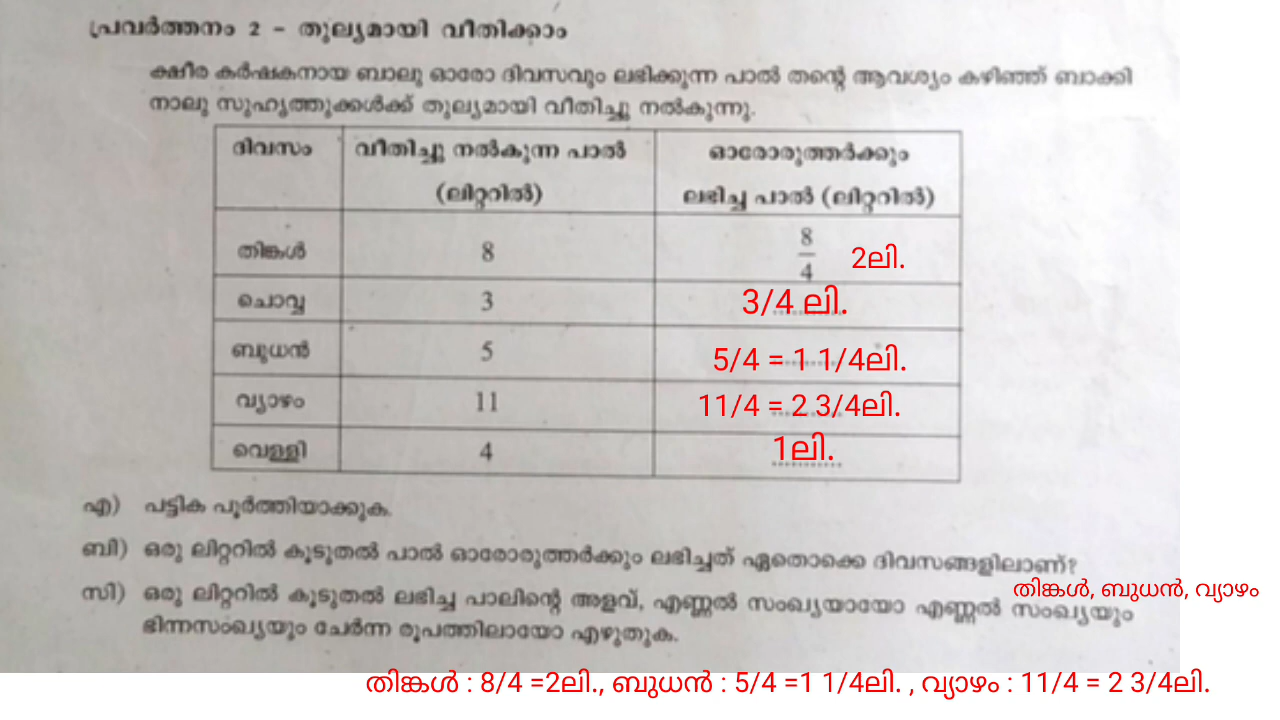 പ്രവർത്തനം 2 – തുല്യമായി വീതിക്കാം
ക്ഷീര കർഷകനായ ബാലു ഓരോ ദിവസവും ലഭിക്കുന്ന പാൽ തന്റെ ആവശ്യം കഴിഞ്ഞ് ബാക്കി
നാലു സുഹൃത്തുക്കൾക്ക് തുല്യമായി വീതിച്ചു നൽകുന്നു.
ദിവസം വീതിച്ചു നൽകുന്ന പാൽ ഓരോരുത്തർക്കും
(ലിറ്ററിൽ) ലഭിച്ച പാൽ (ലിറ്ററിൽ)
തിങ്കൾ 8 8/4 2ലി.
ചൊവ്വ 3 3/4 ലി.
ബുധൻ 5 5/4 = 1 1/4ലി.
വ്യാഴം 11 11/4 = 2 3/4ലി.
വെള്ളി 4 1ലി.
എ) പട്ടിക പൂർത്തിയാക്കുക.
ബി) ഒരു ലിറ്ററിൽ കൂടുതൽ പാൽ ഓരോരുത്തർക്കും ലഭിച്ചത് ഏതൊക്കെ ദിവസങ്ങളിലാണ്?
തിങ്കൾ, ബുധൻ, വ്യാഴം
സി) ഒരു ലിറ്ററിൽ കൂടുതൽ ലഭിച്ച പാലിന്റെ അളവ്, എണ്ണൽ സംഖ്യയായോ എണ്ണൽ സംഖ്യയും
ഭിന്നസംഖ്യയും ചേർന്ന രൂപത്തിലായോ എഴുതുക.
തിങ്കൾ : 8/4 =2ലി., ബുധൻ : 5/4 =1 1/4ലി. , വ്യാഴം : 11/4 = 2 3/4ലി.